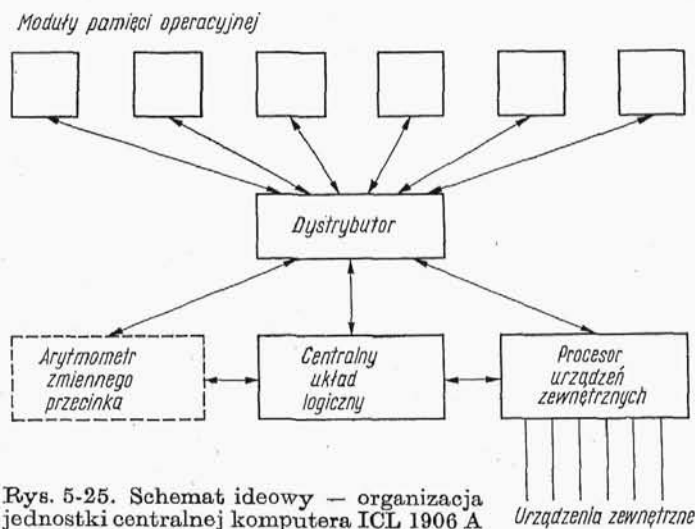 Moduły pamięci operacyjnej
Dystrybutor
Arytmometr
zmiennego
przecinka
Centralny
układ
logiczny
Procesor
urządzeń
zewnętrznych
Rys. 5-25. Schemat ideowy — organizacja
jednostki centralnej komputera ICL 1906 A
Urządzenia zewnętrzne